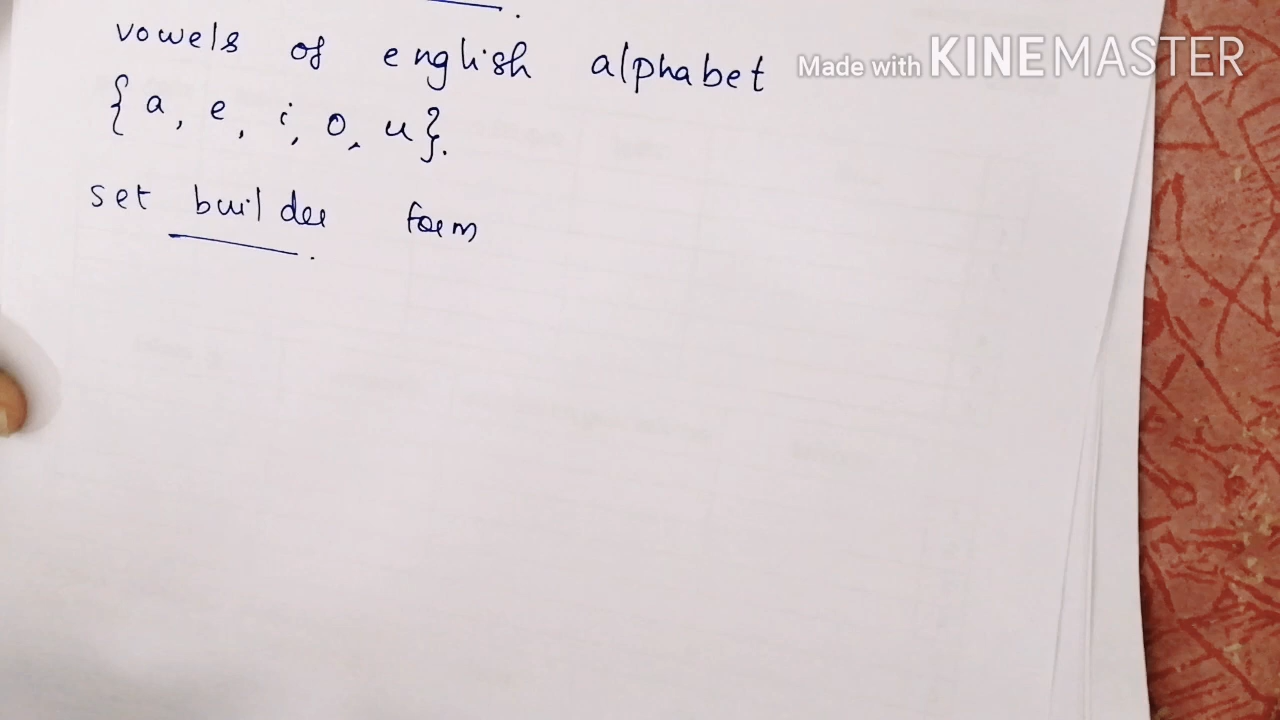 vowels of english alphabet
Made with KINEMASTER
{ a, e, i, o, u}.
set builder form